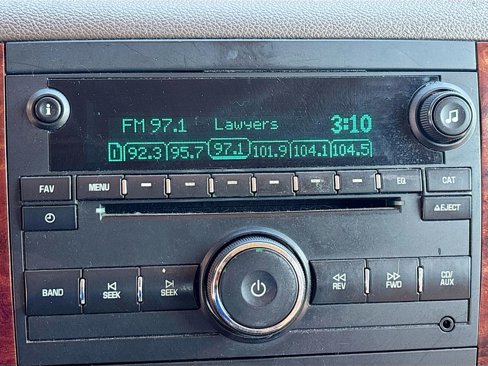 FM 97.1 Lawyers 3:10
1 92.3 95.7 97.1 101.9 104.1 104.5
FAV MENU EQ CAT
EJECT
BAND SEEK SEEK REV FWD CD/
AUX